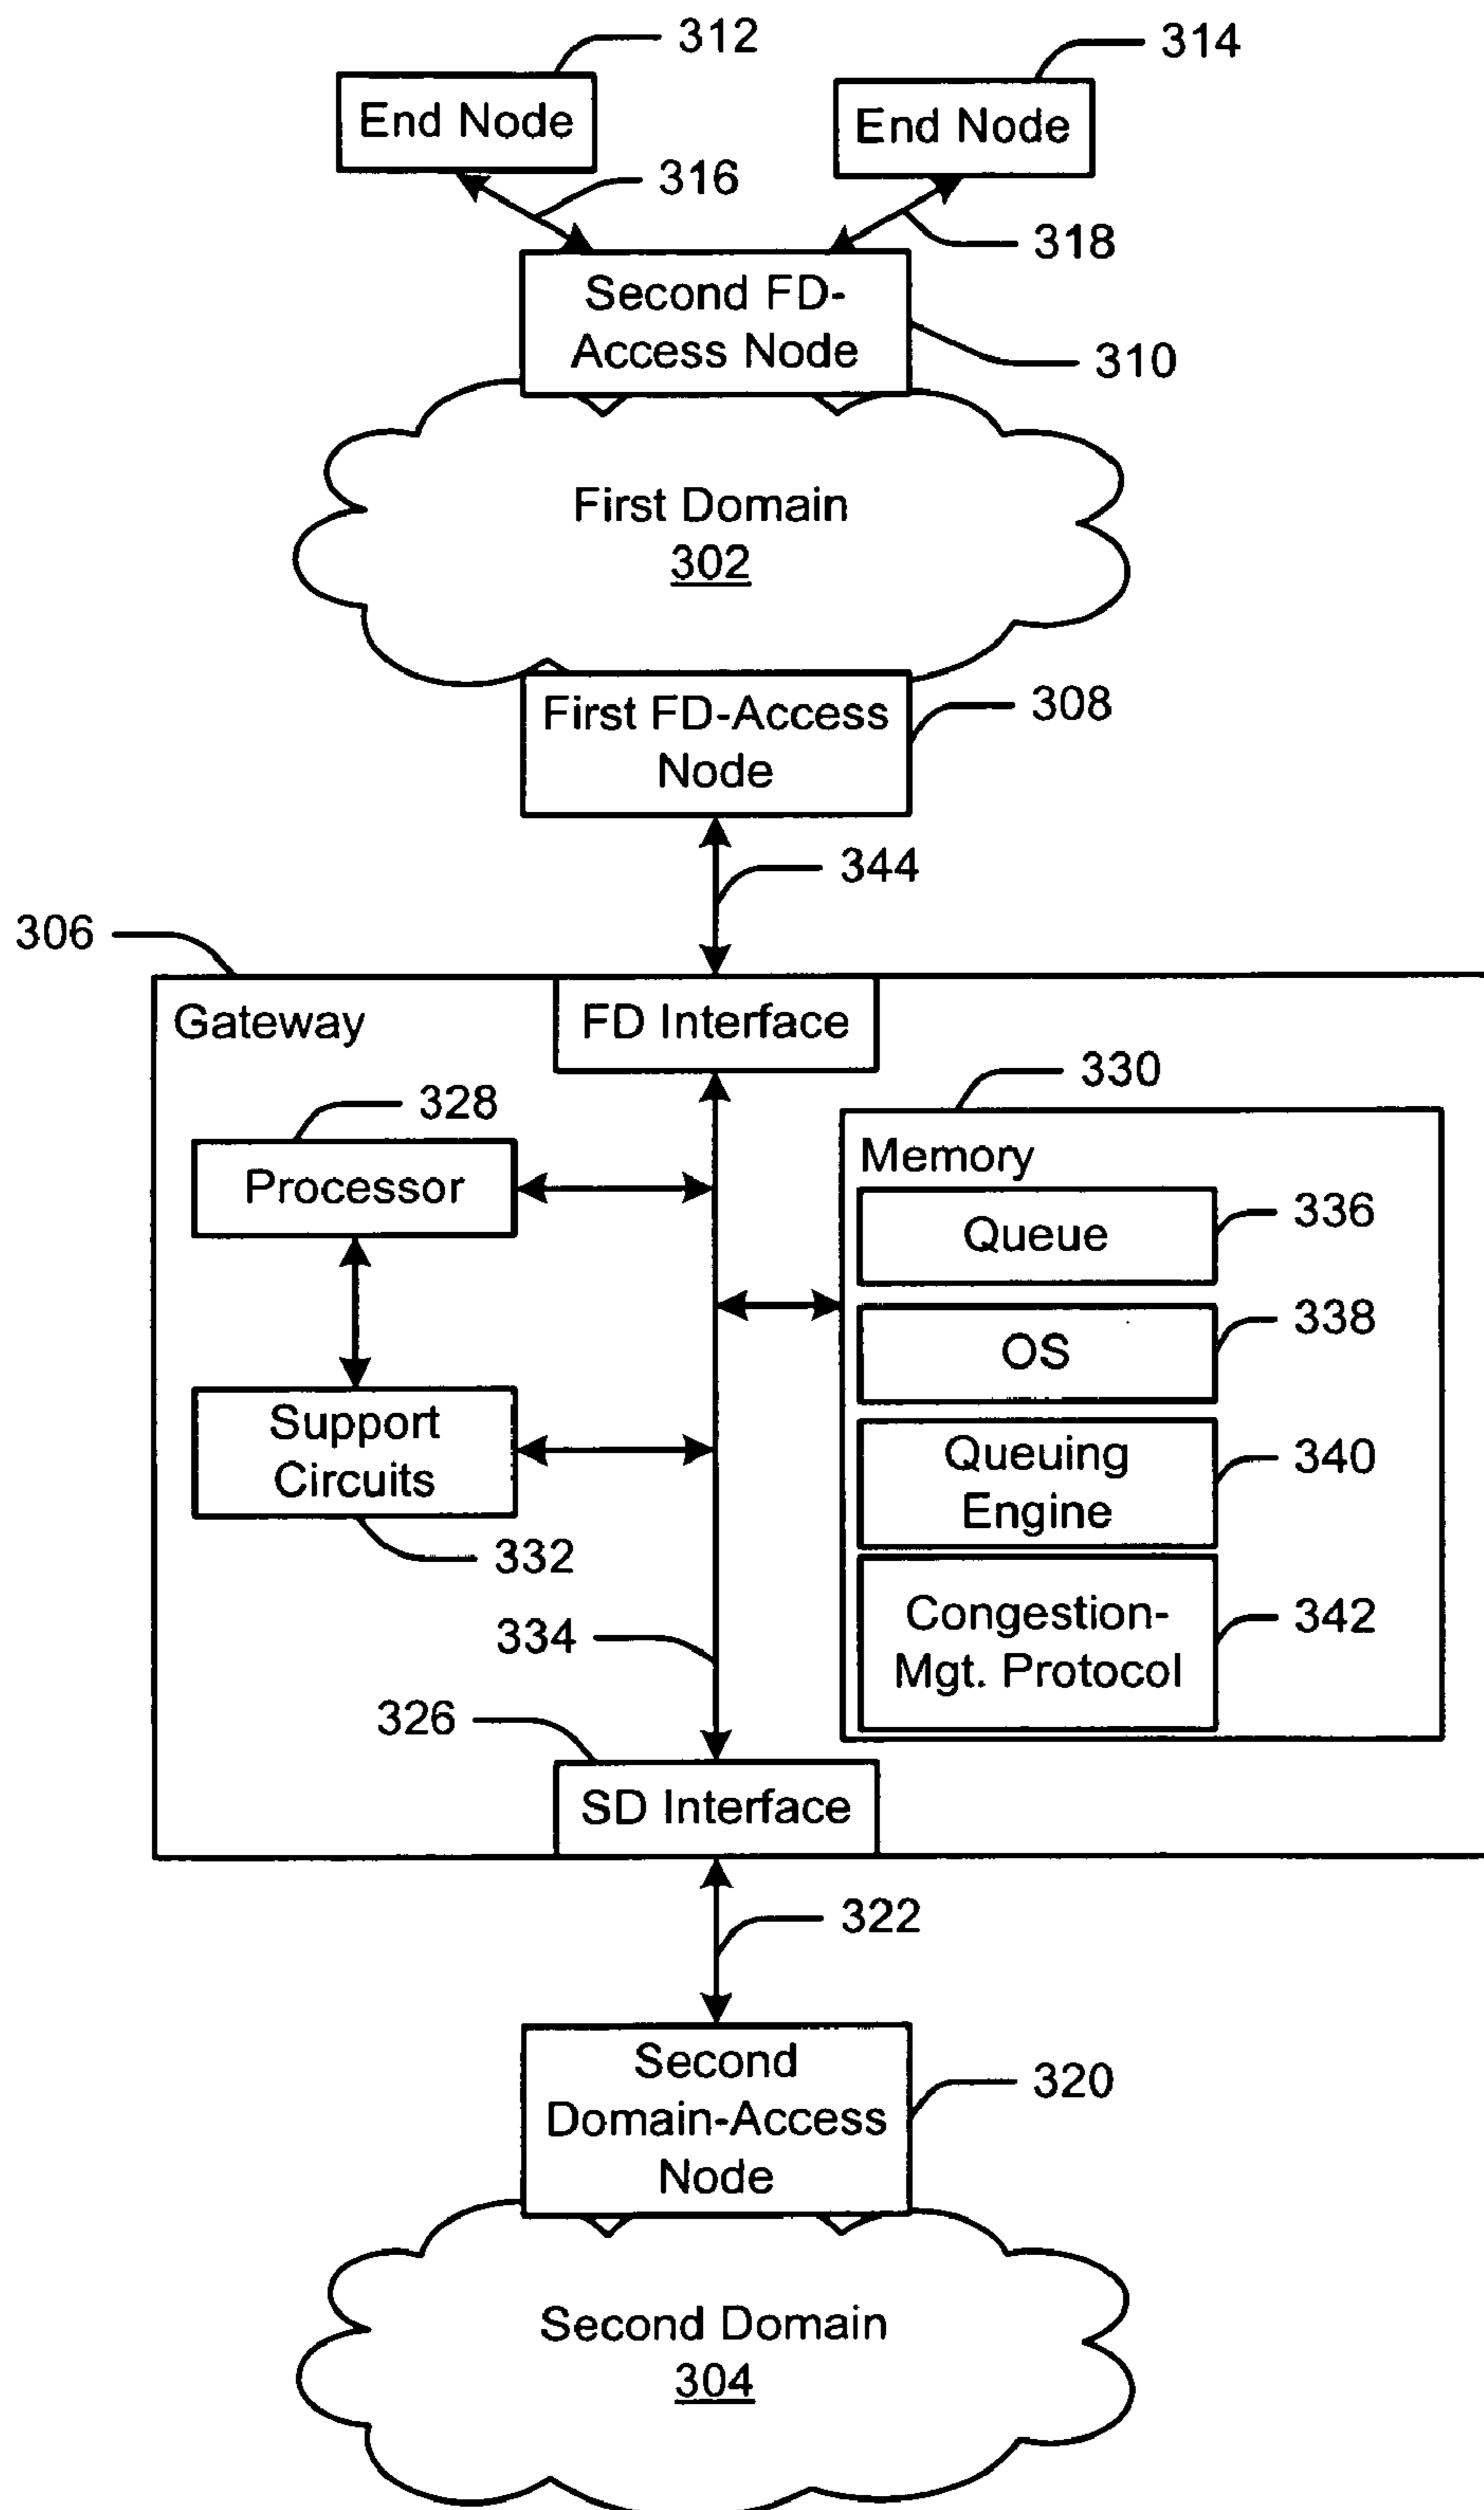 312
314
End Node
End Node
316
318
Second FD-
Access Node
310
First Domain
302
First FD-Access
Node
308
344
306
Gateway
FD Interface
330
328
Processor
Memory
Queue
336
OS
338
Support
Circuits
332
Queuing
Engine
340
Congestion-
Mgt. Protocol
342
334
326
SD Interface
322
Second
Domain-Access
Node
320
Second Domain
304